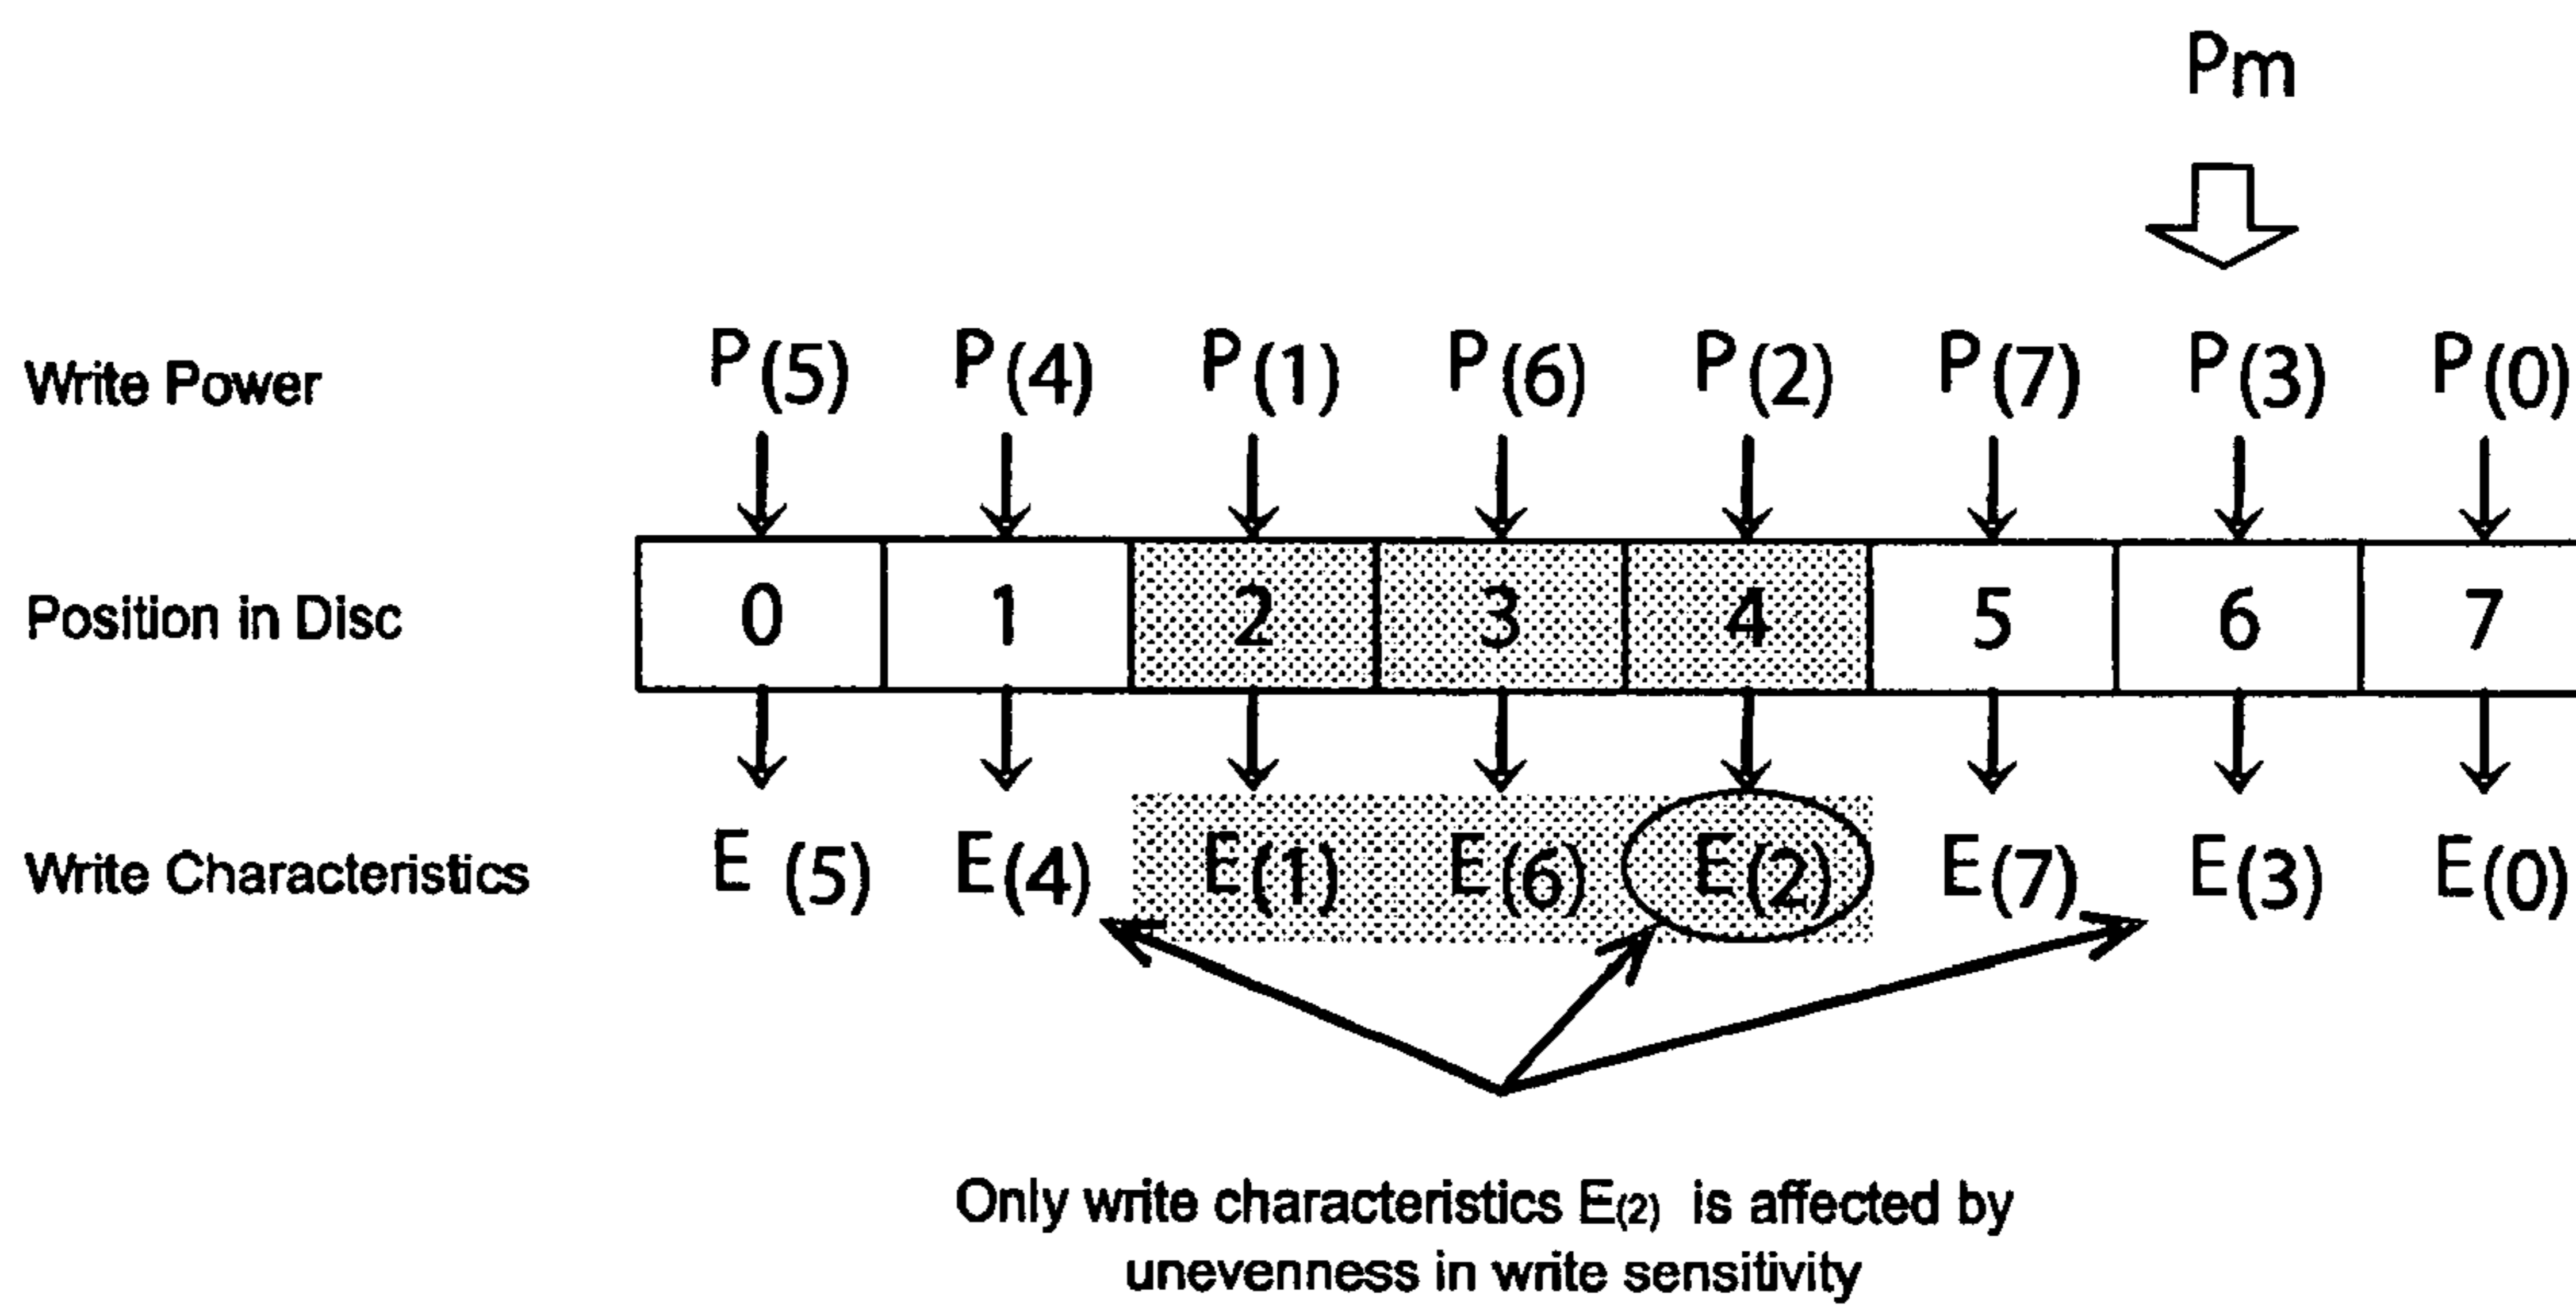 Pm
Write Power P(5) P(4) P(1) P(6) P(2) P(7) P(3) P(0)
Position in Disc 0 1 2 3 4 5 6 7
Write Characteristics E (5) E(4) E(1) E(6) E(2) E(7) E(3) E(0)
Only write characteristics E(2) is affected by
unevenness in write sensitivity